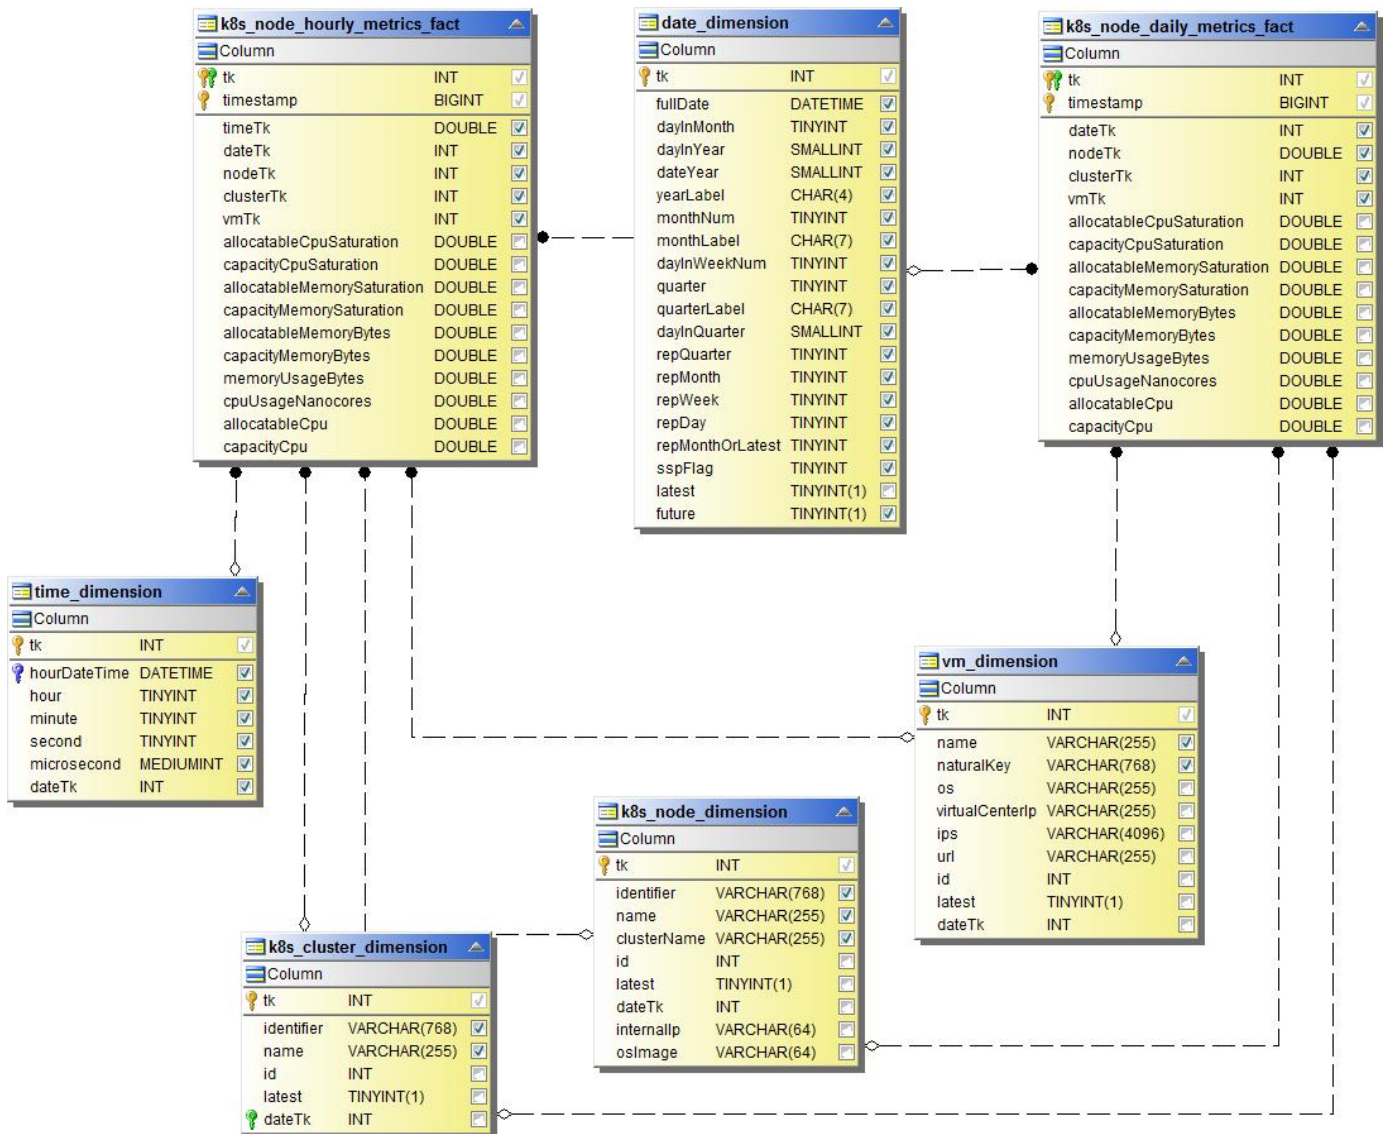 k8s_node_hourly_metrics_fact
Column
tk INT
timestamp BIGINT
timeTk DOUBLE
dateTk INT
nodeTk INT
clusterTk INT
vmTk INT
allocatableCpuSaturation DOUBLE
capacityCpuSaturation DOUBLE
allocatableMemorySaturation DOUBLE
capacityMemorySaturation DOUBLE
allocatableMemoryBytes DOUBLE
capacityMemoryBytes DOUBLE
memoryUsageBytes DOUBLE
cpuUsageNanocores DOUBLE
allocatableCpu DOUBLE
capacityCpu DOUBLE
date_dimension
Column
tk INT
fullDate DATETIME
dayInMonth TINYINT
dayInYear SMALLINT
dateYear SMALLINT
yearLabel CHAR(4)
monthNum TINYINT
monthLabel CHAR(7)
dayInWeekNum TINYINT
quarter TINYINT
quarterLabel CHAR(7)
dayInQuarter SMALLINT
repQuarter TINYINT
repMonth TINYINT
repWeek TINYINT
repDay TINYINT
repMonthOrLatest TINYINT
sspFlag TINYINT
latest TINYINT(1)
future TINYINT(1)
k8s_node_daily_metrics_fact
Column
tk INT
timestamp BIGINT
dateTk INT
nodeTk DOUBLE
clusterTk INT
vmTk INT
allocatableCpuSaturation DOUBLE
capacityCpuSaturation DOUBLE
allocatableMemorySaturation DOUBLE
capacityMemorySaturation DOUBLE
allocatableMemoryBytes DOUBLE
capacityMemoryBytes DOUBLE
memoryUsageBytes DOUBLE
cpuUsageNanocores DOUBLE
allocatableCpu DOUBLE
capacityCpu DOUBLE
time_dimension
Column
tk INT
hourDateTime DATETIME
hour TINYINT
minute TINYINT
second TINYINT
microsecond MEDIUMINT
dateTk INT
vm_dimension
Column
tk INT
name VARCHAR(255)
naturalKey VARCHAR(768)
os VARCHAR(255)
virtualCenterIp VARCHAR(255)
ips VARCHAR(4096)
url VARCHAR(255)
id INT
latest TINYINT(1)
dateTk INT
k8s_node_dimension
Column
tk INT
identifier VARCHAR(768)
name VARCHAR(255)
clusterName VARCHAR(255)
id INT
latest TINYINT(1)
dateTk INT
internalIp VARCHAR(64)
osImage VARCHAR(64)
k8s_cluster_dimension
Column
tk INT
identifier VARCHAR(768)
name VARCHAR(255)
id INT
latest TINYINT(1)
dateTk INT